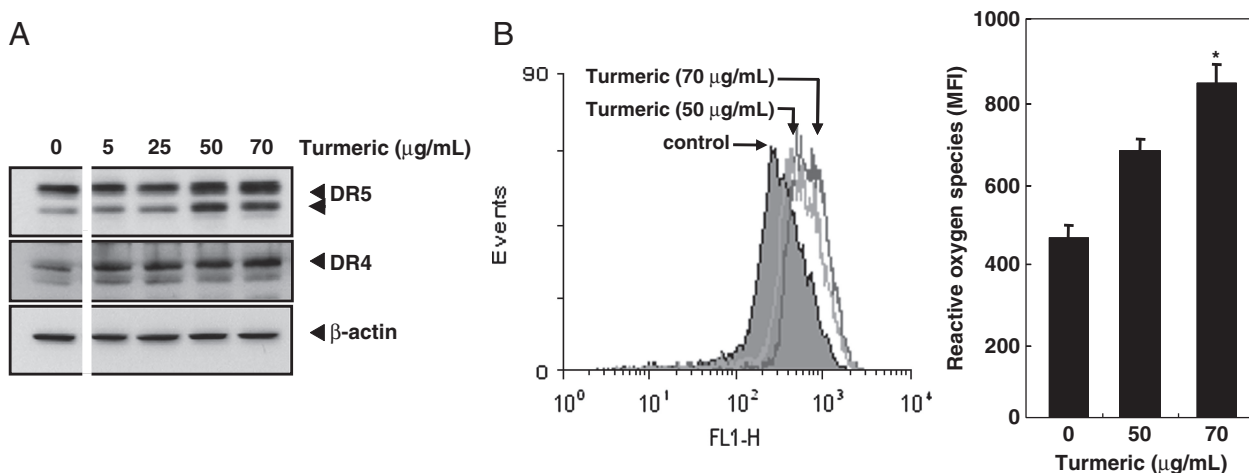 A
0 5 25 50 70 Turmeric (μg/mL)
DR5
DR4
β-actin
B
90
Events
0
Turmeric (70 μg/mL)
Turmeric (50 μg/mL)
control
10⁰ 10¹ 10² 10³ 10⁴
FL1-H
Reactive oxygen species (MFI)
1000
800
600
400
200
0
*
0 50 70
Turmeric (μg/mL)